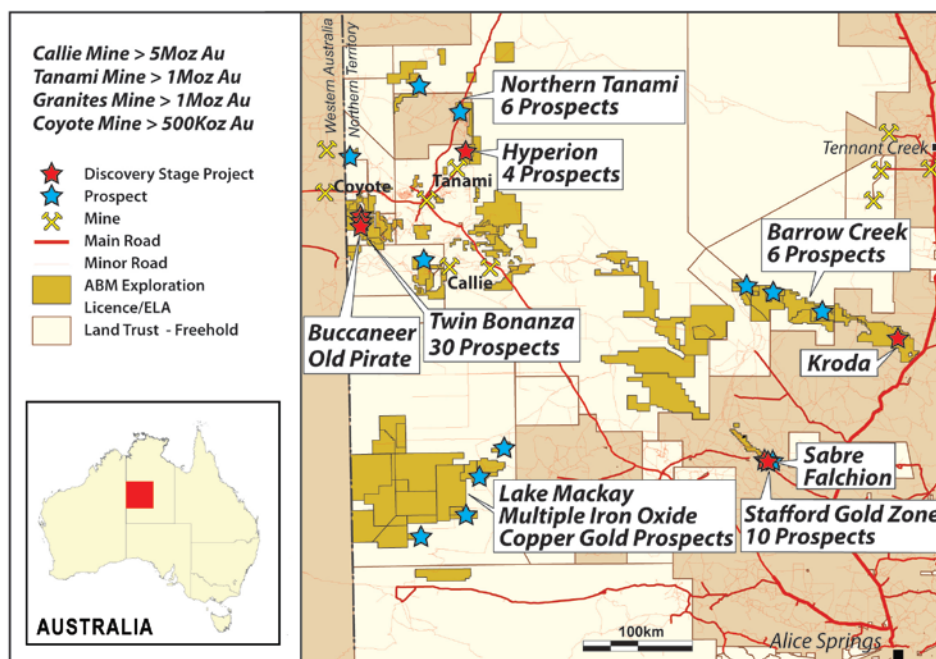 Callie Mine > 5Moz Au
Tanami Mine > 1Moz Au
Granites Mine > 1Moz Au
Coyote Mine > 500Koz Au
Discovery Stage Project
Prospect
Mine
Main Road
Minor Road
ABM Exploration
Licence/ELA
Land Trust - Freehold
AUSTRALIA
Western Australia
Northern Territory
Northern Tanami
6 Prospects
Hyperion
4 Prospects
Tanami
Coyote
Callie
Tennant Creek
Barrow Creek
6 Prospects
Buccaneer
Old Pirate
Twin Bonanza
30 Prospects
Kroda
Sabre
Falchion
Lake Mackay
Multiple Iron Oxide
Copper Gold Prospects
Stafford Gold Zone
10 Prospects
100km
Alice Springs